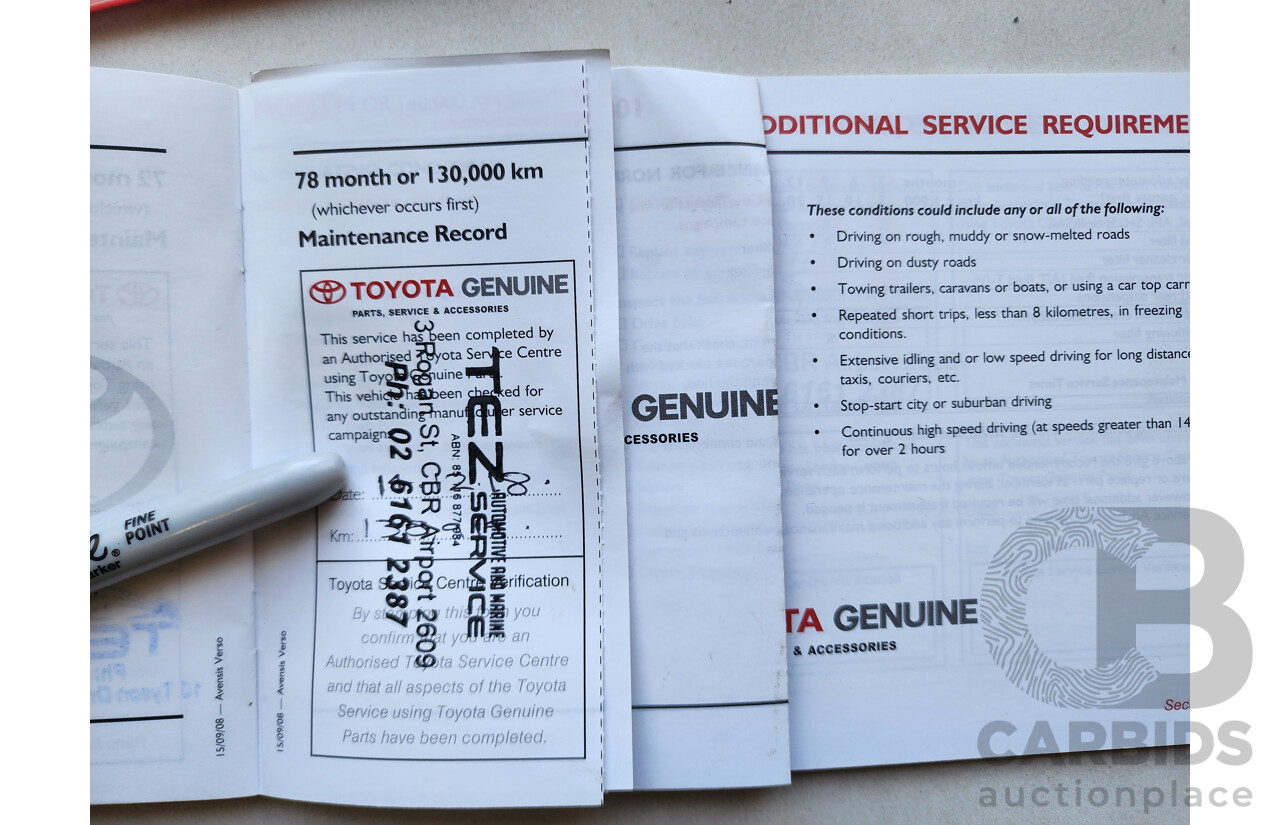 78 month or 130,000 km
(whichever occurs first)
Maintenance Record
TOYOTA GENUINE
PARTS, SERVICE & ACCESSORIES
This service has been completed by
an Authorised Toyota Service Centre
using Toyota Genuine Parts.
This vehicle has been checked for
any outstanding manufacturer service
campaigns
Date:
Km:
Toyota Service Centre Verification
By stamping this form you
confirm that you are an
Authorised Toyota Service Centre
and that all aspects of the Toyota
Service using Toyota Genuine
Parts have been completed.
TEZ SERVICE
AUTOMOTIVE AND MARINE
3 Rogan St, CBR Airport 2609
Ph: 02 6161 2387
15/09/08 — Avensis Verso
15/09/08 — Avensis Verso
FINE
POINT
arker
GENUINE
CESSORIES
DDITIONAL SERVICE REQUIREME
These conditions could include any or all of the following:
• Driving on rough, muddy or snow-melted roads
• Driving on dusty roads
• Towing trailers, caravans or boats, or using a car top carr
• Repeated short trips, less than 8 kilometres, in freezing
conditions.
• Extensive idling and or low speed driving for long distance
taxis, couriers, etc.
• Stop-start city or suburban driving
• Continuous high speed driving (at speeds greater than 14
for over 2 hours
TA GENUINE
& ACCESSORIES
Sec
CB
CARBIDS
auctionplace